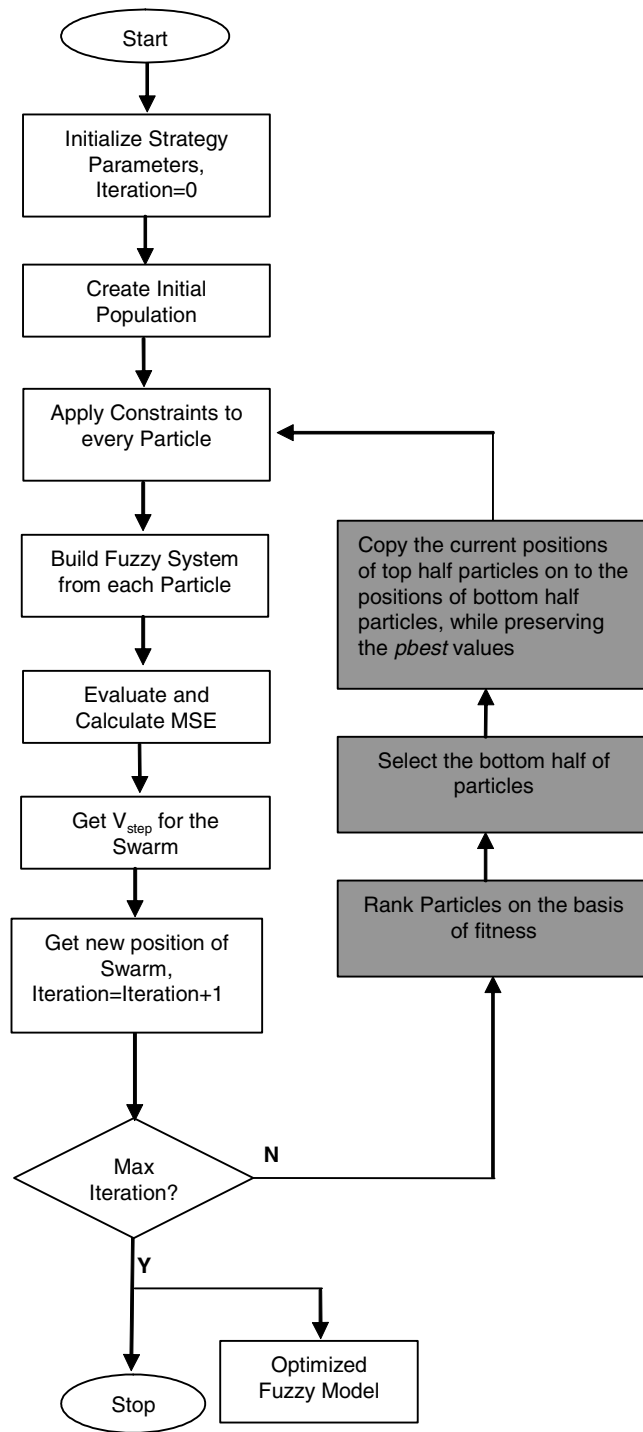 Start
Initialize Strategy
Parameters,
Iteration=0
Create Initial
Population
Apply Constraints to
every Particle
Build Fuzzy System
from each Particle
Evaluate and
Calculate MSE
Get Vstep for the
Swarm
Get new position of
Swarm,
Iteration=Iteration+1
Max
Iteration?
N
Rank Particles on the basis
of fitness
Select the bottom half of
particles
Copy the current positions
of top half particles on to the
positions of bottom half
particles, while preserving
the pbest values
Y
Optimized
Fuzzy Model
Stop